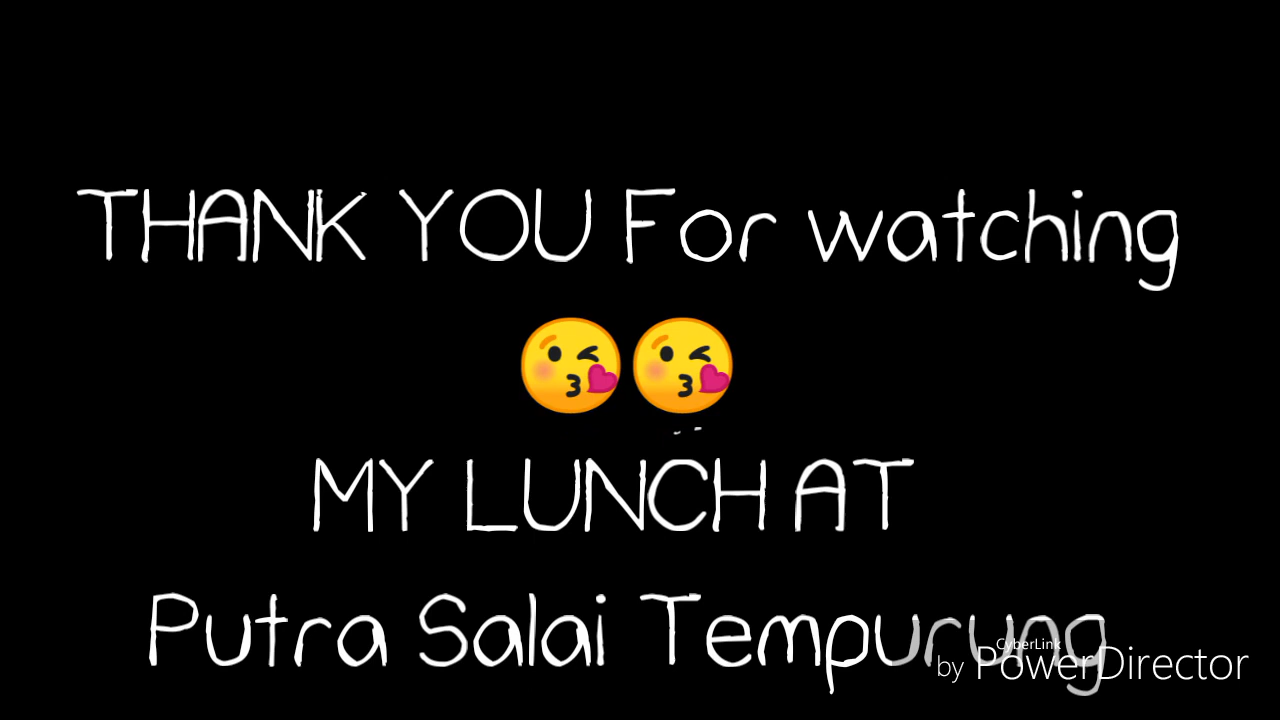 THANK YOU For watching
😘😘
MY LUNCH AT
Putra Salai Tempurung
CyberLink
by PowerDirector